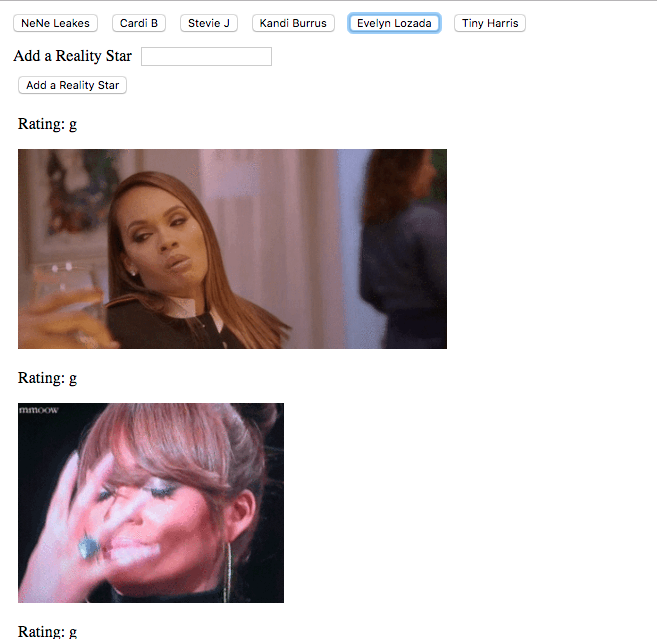 NeNe Leakes Cardi B Stevie J Kandi Burrus Evelyn Lozada Tiny Harris
Add a Reality Star
Add a Reality Star
Rating: g
Rating: g
mmoow
Rating: g